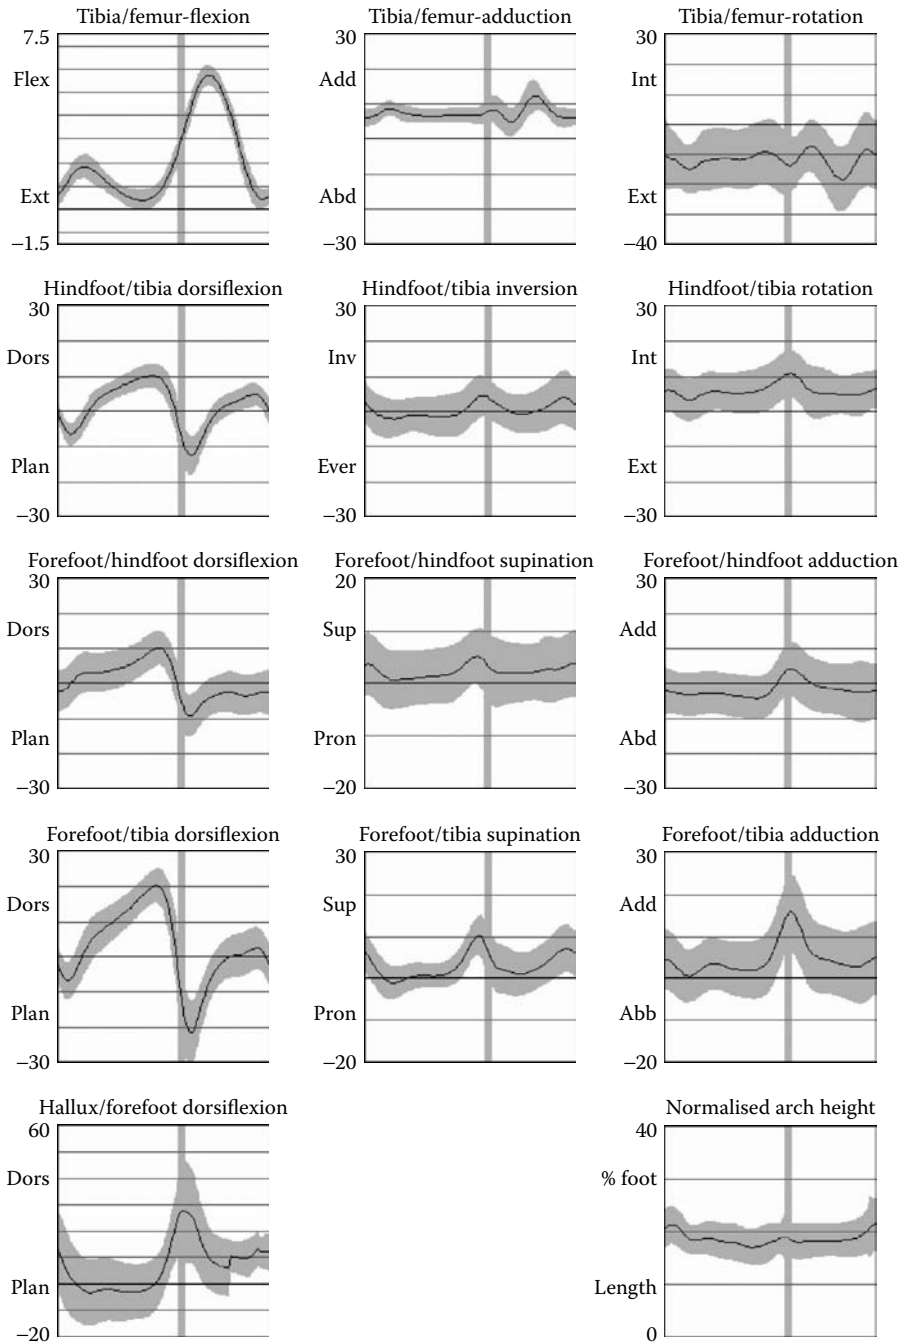 Tibia/femur-flexion
7.5
Flex
Ext
−1.5
Tibia/femur-adduction
30
Add
Abd
−30
Tibia/femur-rotation
30
Int
Ext
−40
Hindfoot/tibia dorsiflexion
30
Dors
Plan
−30
Hindfoot/tibia inversion
30
Inv
Ever
−30
Hindfoot/tibia rotation
30
Int
Ext
−30
Forefoot/hindfoot dorsiflexion
30
Dors
Plan
−30
Forefoot/hindfoot supination
20
Sup
Pron
−20
Forefoot/hindfoot adduction
30
Add
Abd
−30
Forefoot/tibia dorsiflexion
30
Dors
Plan
−30
Forefoot/tibia supination
30
Sup
Pron
−20
Forefoot/tibia adduction
30
Add
Abb
−20
Hallux/forefoot dorsiflexion
60
Dors
Plan
−20
Normalised arch height
40
% foot
Length
0